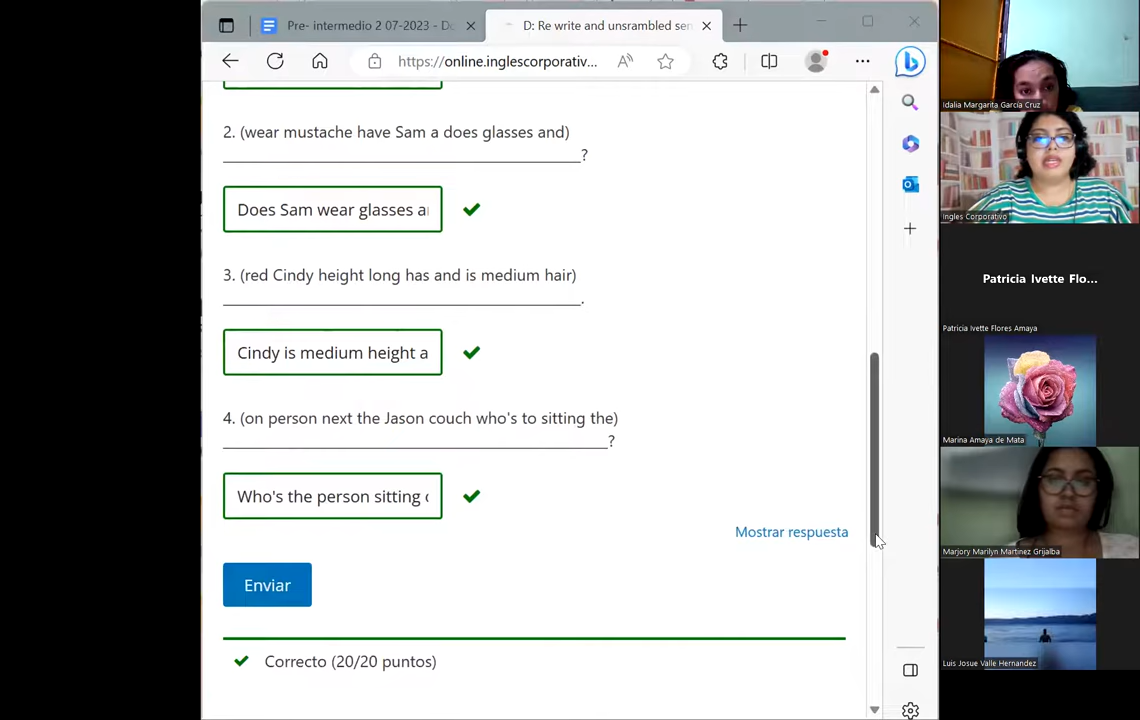 Pre- intermedio 2 07-2023 - Do
D: Re write and unsrambled sen
https://online.inglescorporativ...
2. (wear mustache have Sam a does glasses and)
________________________________________?
Does Sam wear glasses a
3. (red Cindy height long has and is medium hair)
________________________________________.
Cindy is medium height a
4. (on person next the Jason couch who's to sitting the)
___________________________________________?
Who's the person sitting o
Mostrar respuesta
Enviar
Correcto (20/20 puntos)
Idalia Margarita García Cruz
Ingles Corporativo
Patricia Ivette Flo...
Patricia Ivette Flores Amaya
Marina Amaya de Mata
Marjory Marilyn Martinez Grijalba
Luis Josue Valle Hernandez